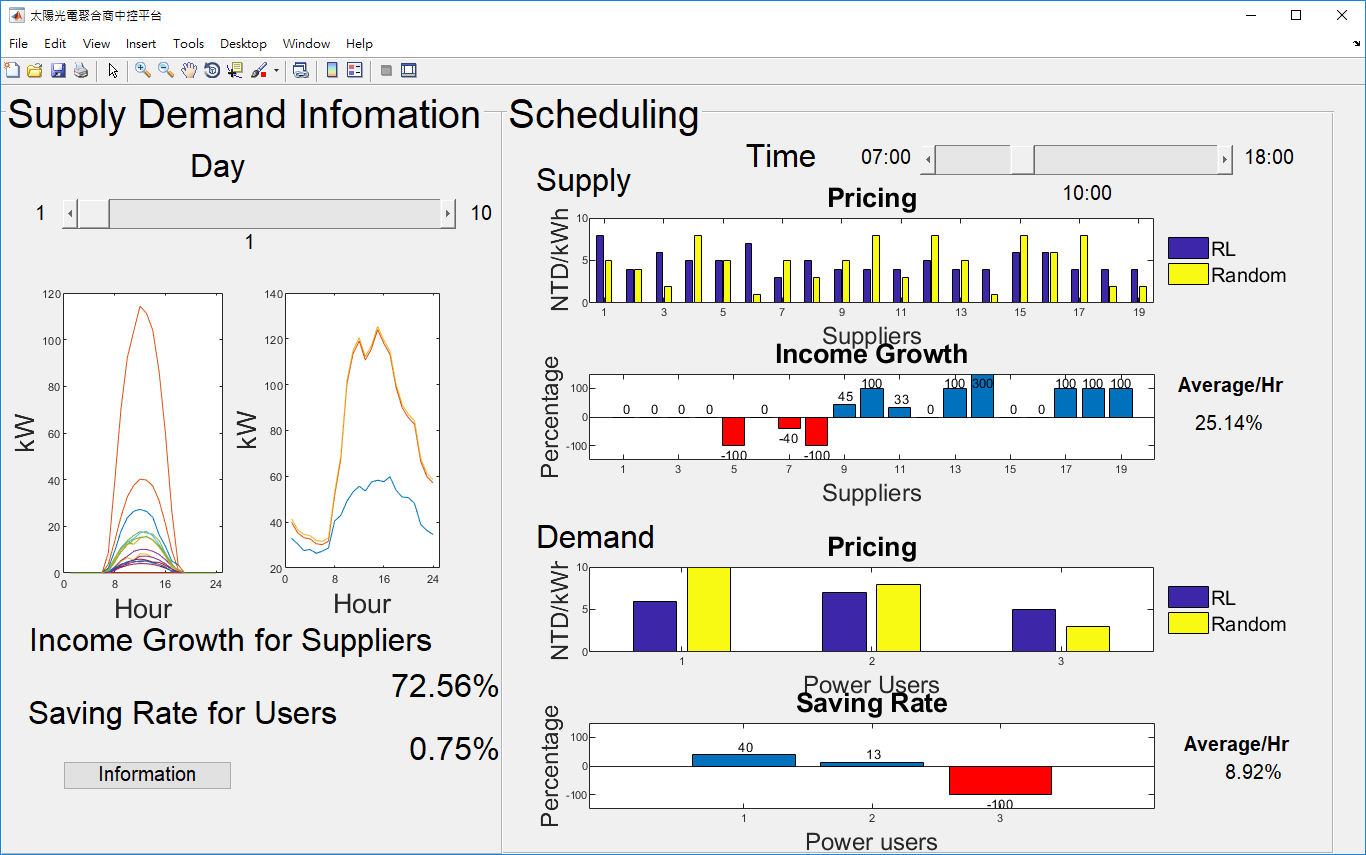 太陽光電聚合商中控平台
File Edit View Insert Tools Desktop Window Help
Supply Demand Infomation
Day
1 10
1
120
100
80
60
40
20
0
kW
0 8 16 24
Hour
140
120
100
80
60
40
20
kW
0 8 16 24
Hour
Income Growth for Suppliers
72.56%
Saving Rate for Users
0.75%
Information
Scheduling
Time 07:00 18:00
10:00
Supply
Pricing
10
5
0
NTD/kWh
1 3 5 7 9 11 13 15 17 19
Suppliers
RL
Random
Income Growth
100
0
-100
Percentage
0 0 0 0 -100 0 -40 -100 45 100 33 0 100 300 0 0 100 100 100
1 3 5 7 9 11 13 15 17 19
Suppliers
Average/Hr
25.14%
Demand
Pricing
10
5
0
NTD/kWh
1 2 3
Power Users
RL
Random
Saving Rate
100
0
-100
Percentage
40 13 -100
1 2 3
Power users
Average/Hr
8.92%